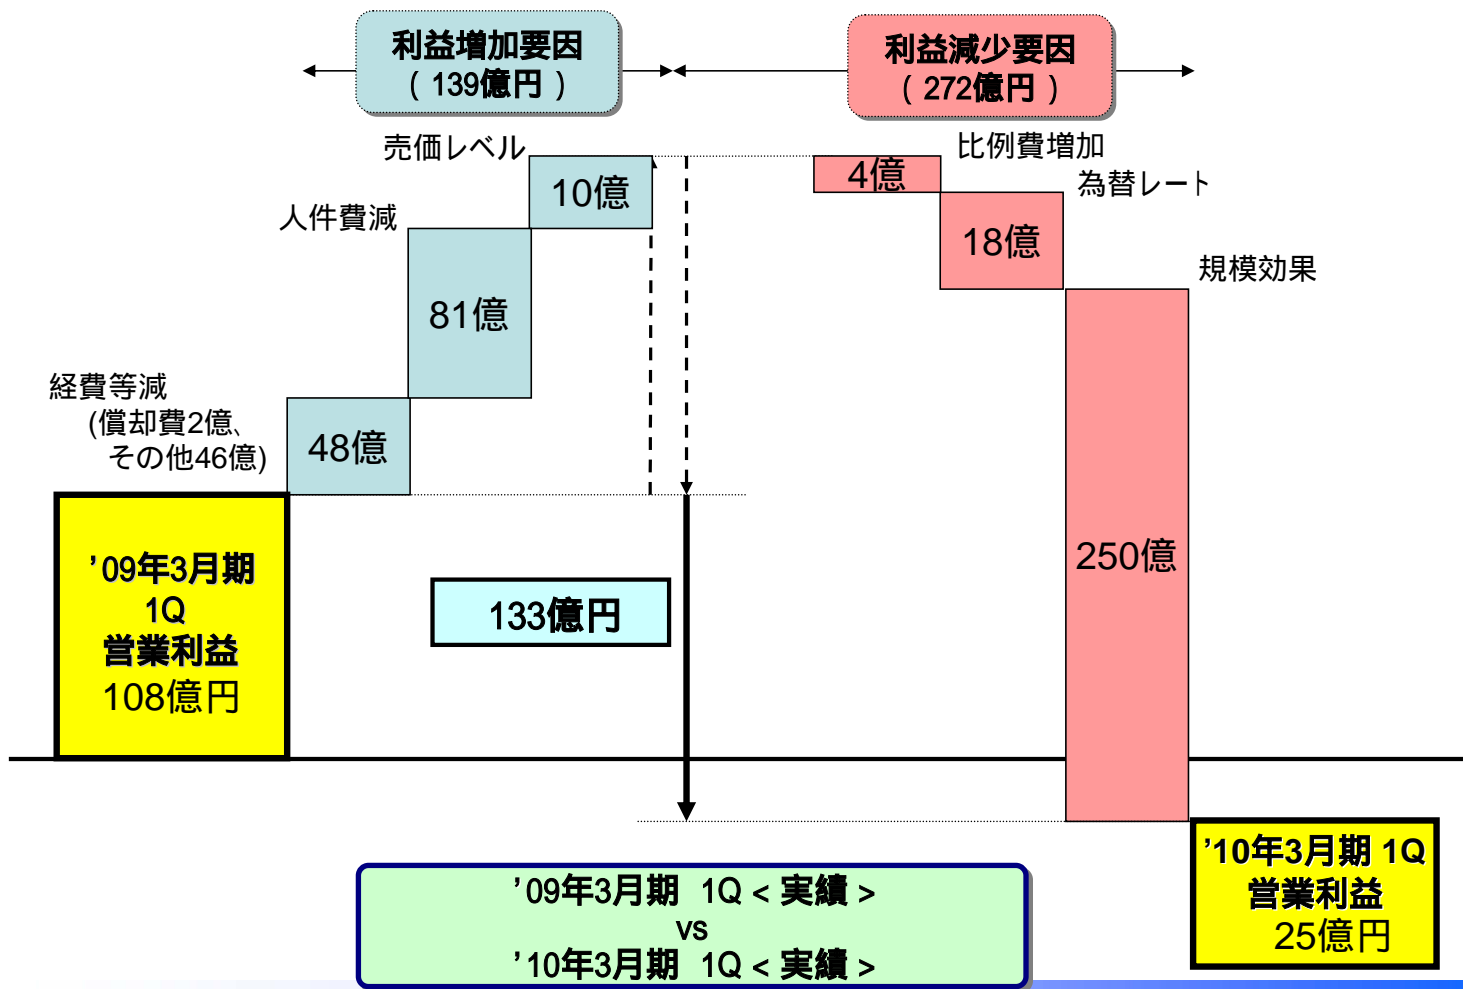 利益増加要因
( 139億円 )
利益減少要因
( 272億円 )
売価レベル
10億
人件費減
81億
経費等減
(償却費2億、
その他46億)
48億
比例費増加
4億
為替レート
18億
規模効果
250億
’09年3月期
1Q
営業利益
108億円
133億円
’10年3月期 1Q
営業利益
25億円
’09年3月期 1Q < 実績 >
vs
’10年3月期 1Q < 実績 >